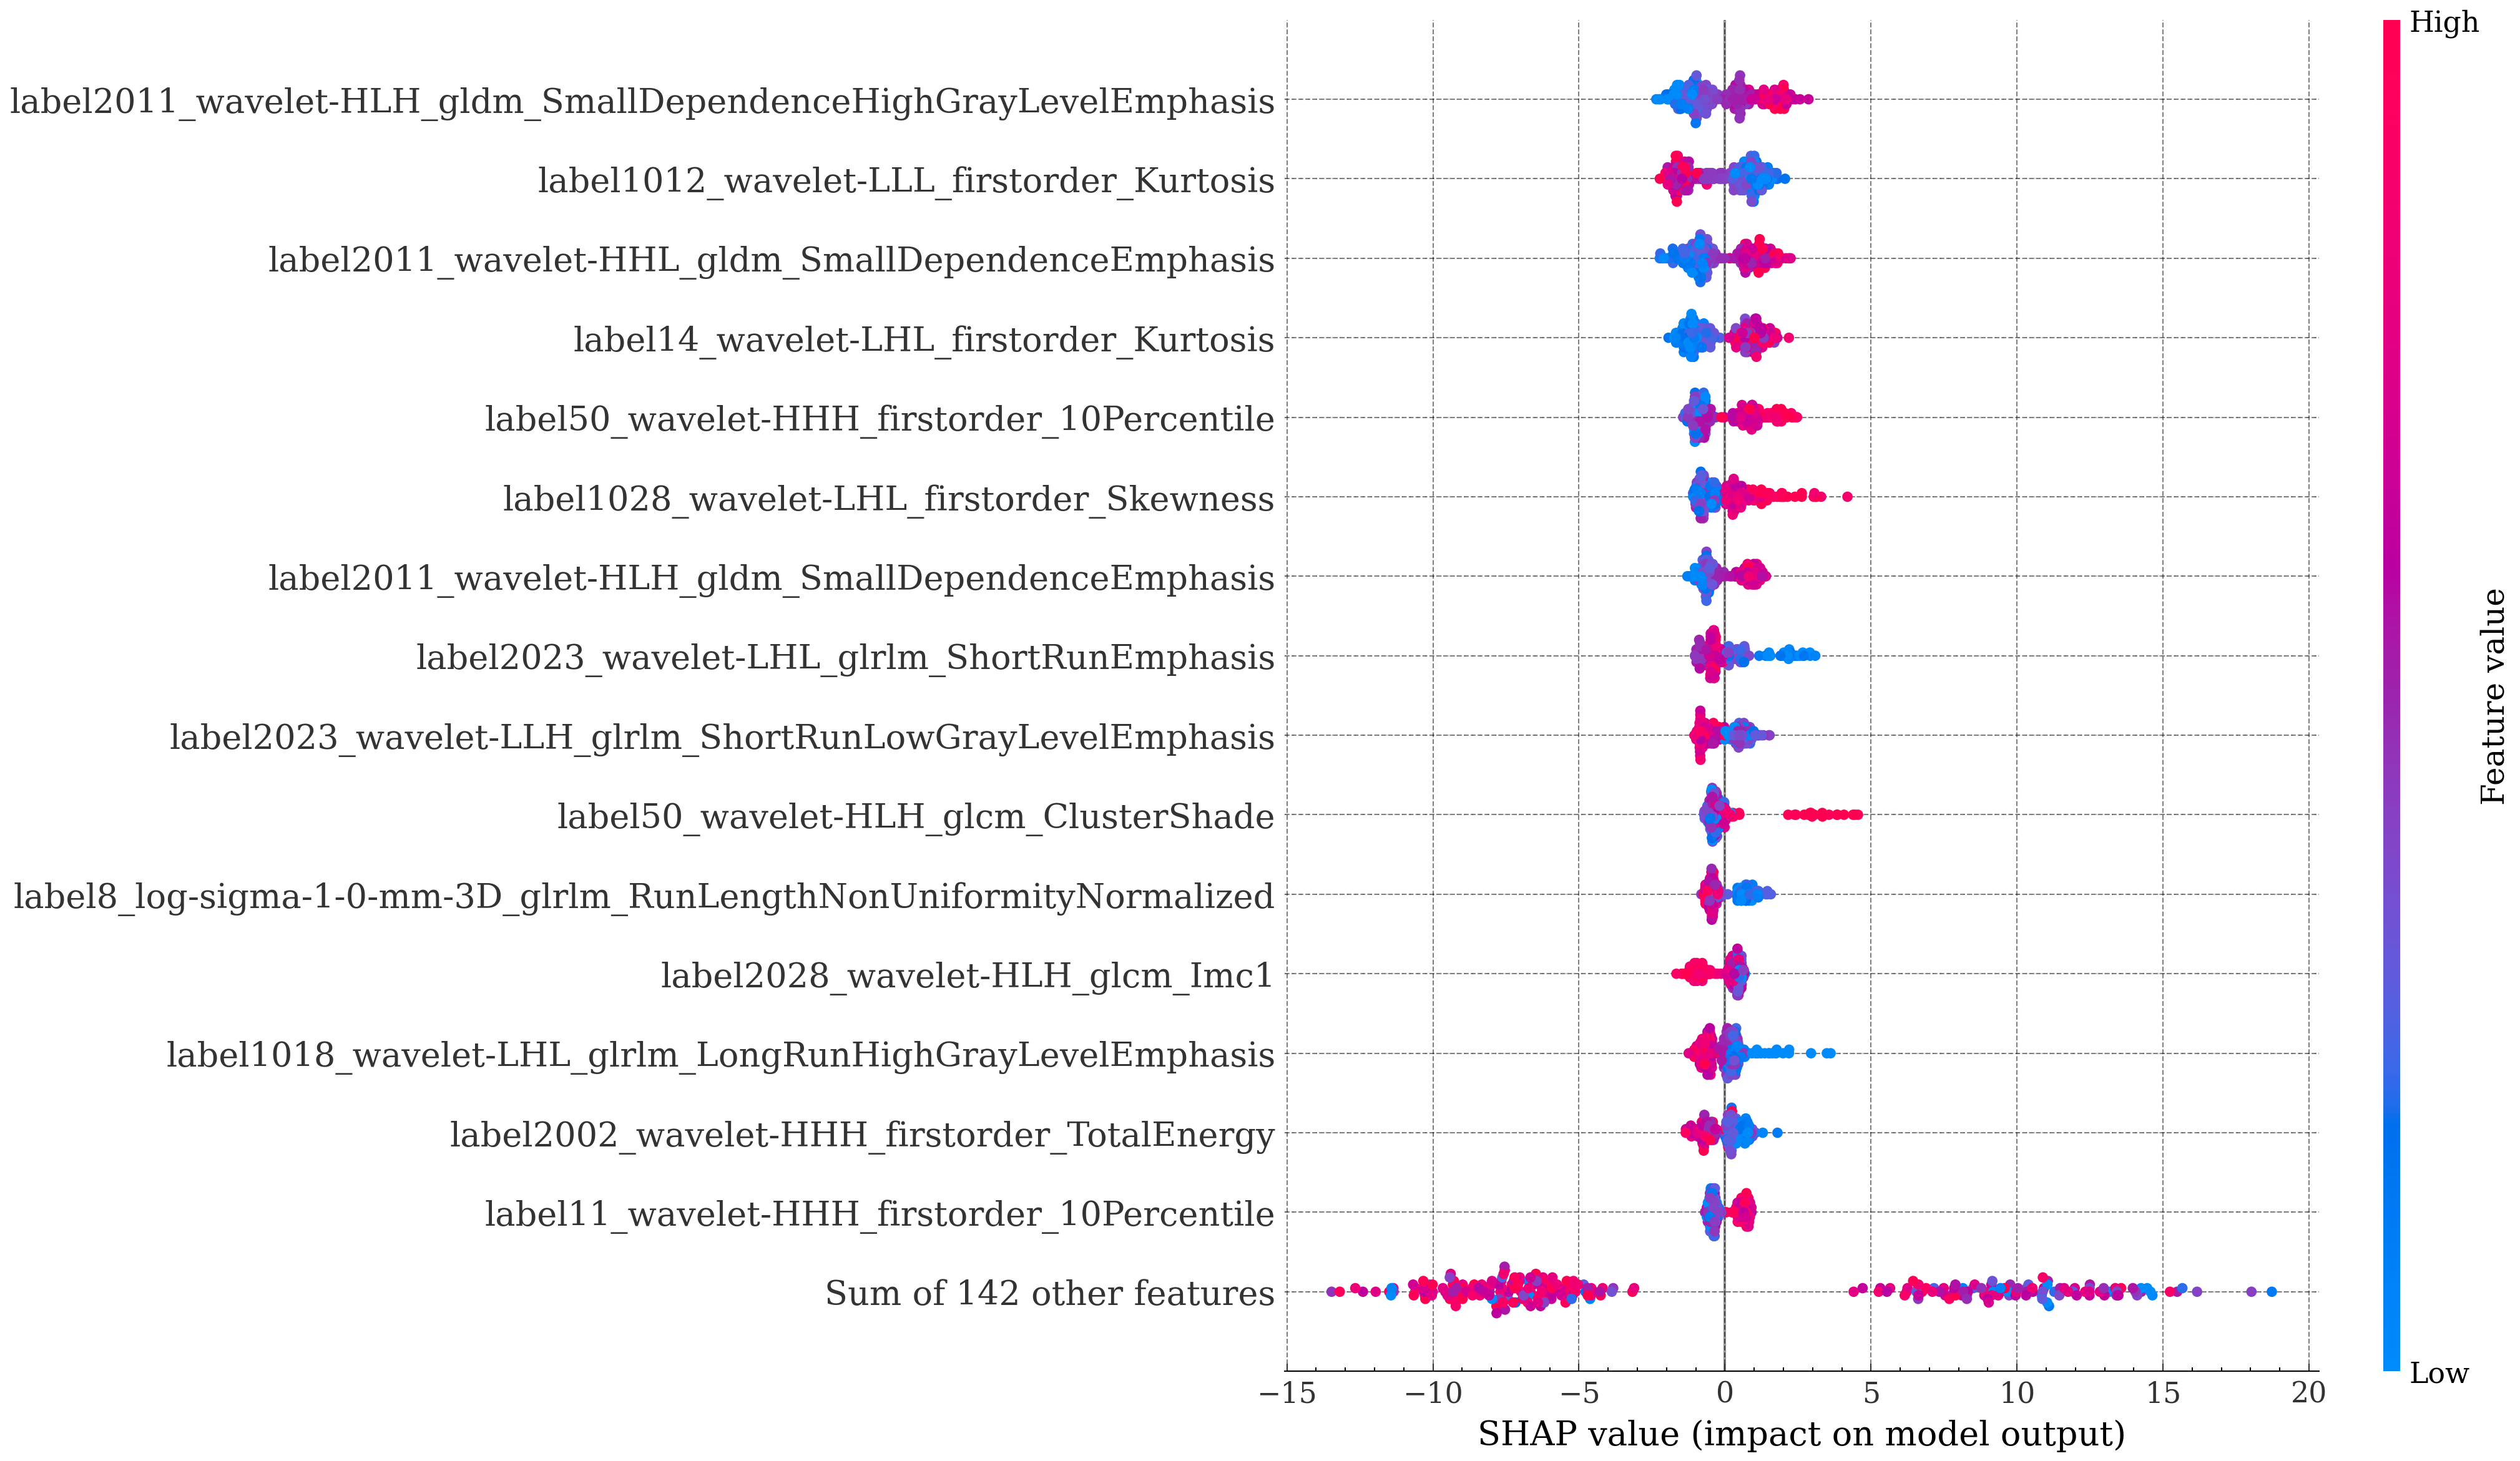 High
label2011_wavelet-HLH_gldm_SmallDependenceHighGrayLevelEmphasis
label1012_wavelet-LLL_firstorder_Kurtosis
label2011_wavelet-HHL_gldm_SmallDependenceEmphasis
label14_wavelet-LHL_firstorder_Kurtosis
label50_wavelet-HHH_firstorder_10Percentile
label1028_wavelet-LHL_firstorder_Skewness
label2011_wavelet-HLH_gldm_SmallDependenceEmphasis
label2023_wavelet-LHL_glrlm_ShortRunEmphasis
label2023_wavelet-LLH_glrlm_ShortRunLowGrayLevelEmphasis
label50_wavelet-HLH_glcm_ClusterShade
label8_log-sigma-1-0-mm-3D_glrlm_RunLengthNonUniformityNormalized
label2028_wavelet-HLH_glcm_Imc1
label1018_wavelet-LHL_glrlm_LongRunHighGrayLevelEmphasis
label2002_wavelet-HHH_firstorder_TotalEnergy
label11_wavelet-HHH_firstorder_10Percentile
Sum of 142 other features
Feature value
Low
−15 −10 −5 0 5 10 15 20
SHAP value (impact on model output)